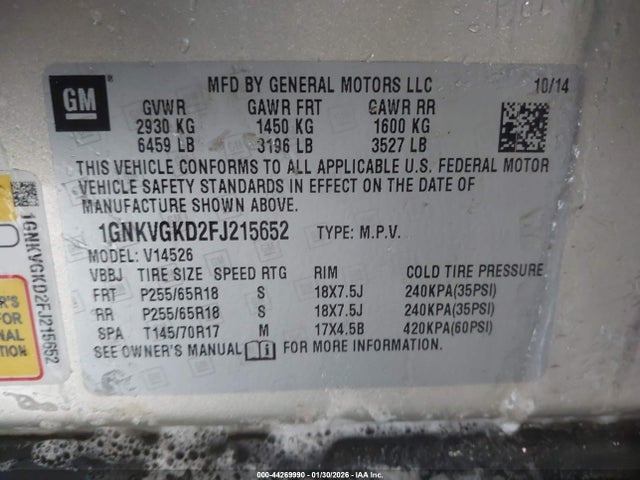 GM
MFD BY GENERAL MOTORS LLC 10/14
GVWR GAWR FRT GAWR RR
2930 KG 1450 KG 1600 KG
6459 LB 3196 LB 3527 LB
THIS VEHICLE CONFORMS TO ALL APPLICABLE U.S. FEDERAL MOTOR
VEHICLE SAFETY STANDARDS IN EFFECT ON THE DATE OF
MANUFACTURE SHOWN ABOVE.
1GNKVGKD2FJ215652 TYPE: M.P.V.
MODEL: V14526
VBBJ TIRE SIZE SPEED RTG RIM COLD TIRE PRESSURE
FRT P255/65R18 S 18X7.5J 240KPA(35PSI)
RR P255/65R18 S 18X7.5J 240KPA(35PSI)
SPA T145/70R17 M 17X4.5B 420KPA(60PSI)
SEE OWNER'S MANUAL FOR MORE INFORMATION.
1GNKVGKD2FJ215652
FOR
NAL
TION
000-44269990 - 01/30/2026 - IAA Inc.